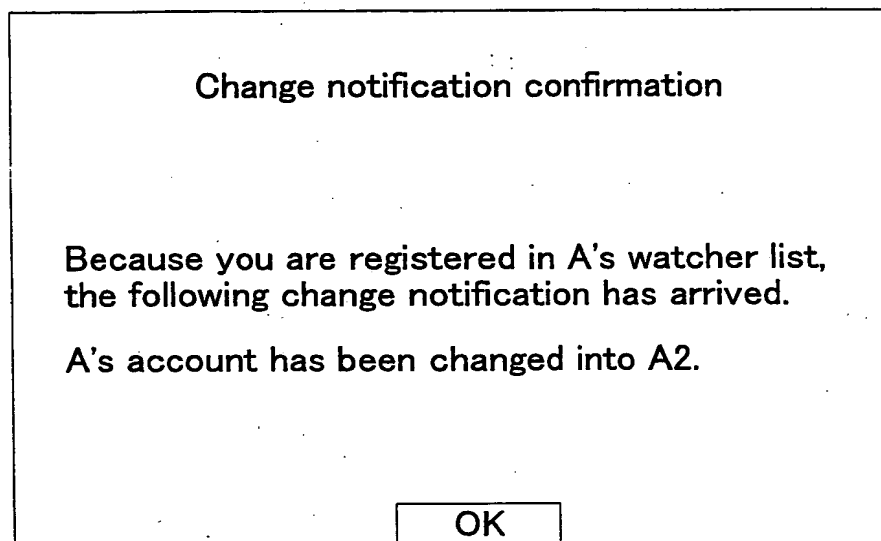 Change notification confirmation
Because you are registered in A's watcher list,
the following change notification has arrived.
A's account has been changed into A2.
OK